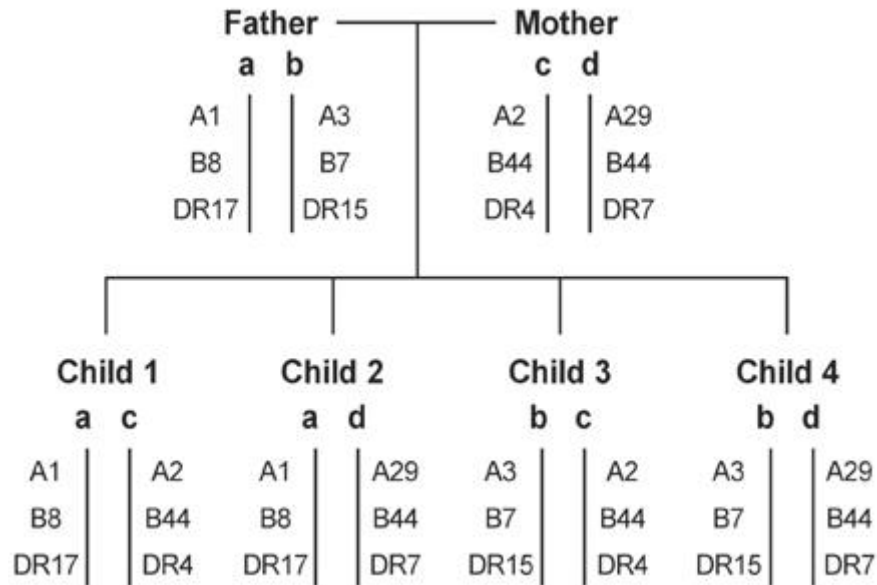 Father Mother
a b c d
A1 A3 A2 A29
B8 B7 B44 B44
DR17 DR15 DR4 DR7
Child 1 Child 2 Child 3 Child 4
a c a d b c b d
A1 A2 A1 A29 A3 A2 A3 A29
B8 B44 B8 B44 B7 B44 B7 B44
DR17 DR4 DR17 DR7 DR15 DR4 DR15 DR7